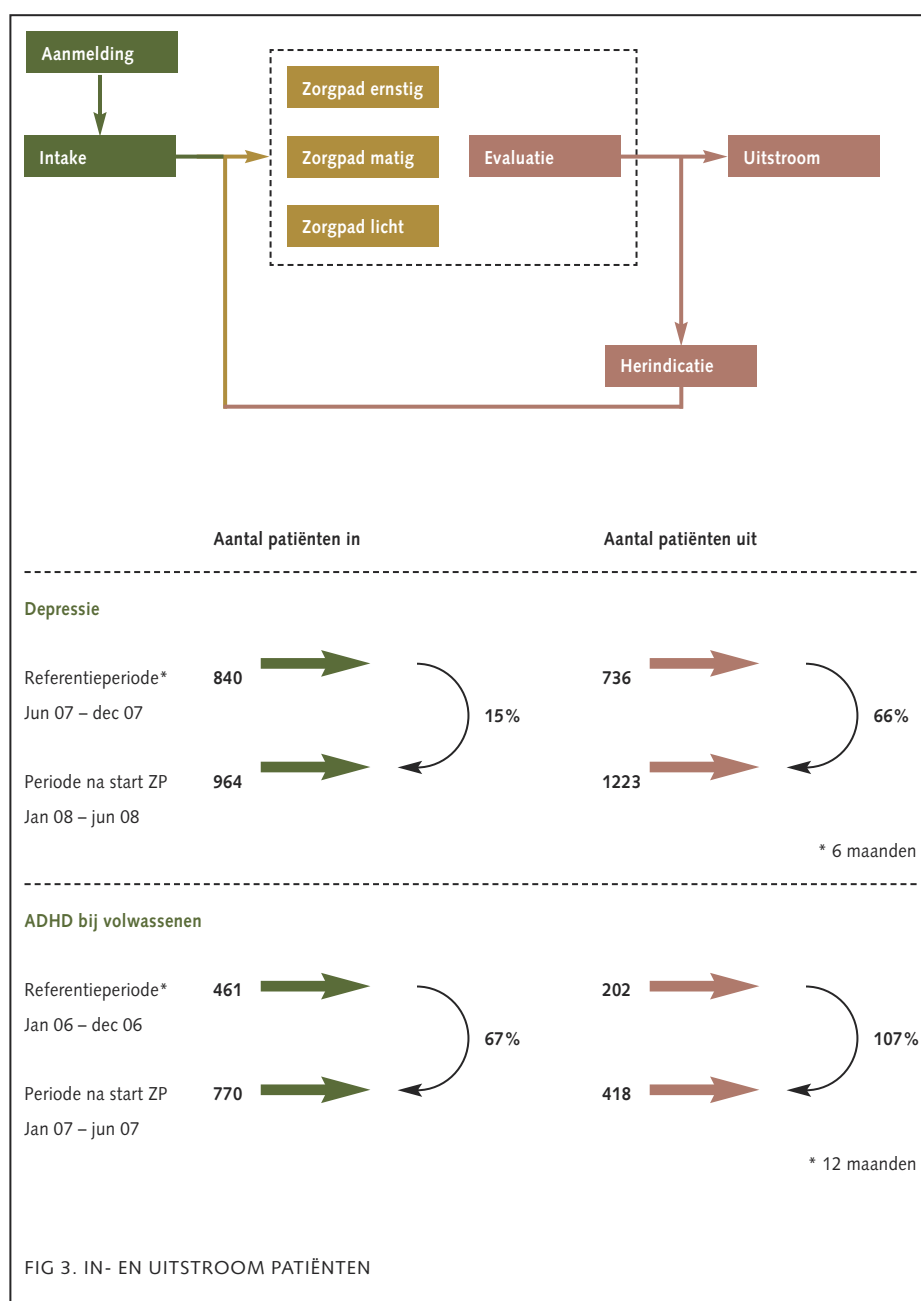 Aanmelding
Zorgpad ernstig
Intake
Zorgpad matig
Evaluatie
Uitstroom
Zorgpad licht
Herindicatie
Aantal patiënten in
Aantal patiënten uit
Depressie
Referentieperiode*
Jun 07 – dec 07
840
15%
736
66%
Periode na start ZP
Jan 08 – jun 08
964
1223
* 6 maanden
ADHD bij volwassenen
Referentieperiode*
Jan 06 – dec 06
461
67%
202
107%
Periode na start ZP
Jan 07 – jun 07
770
418
* 12 maanden
FIG 3. IN- EN UITSTROOM PATIËNTEN